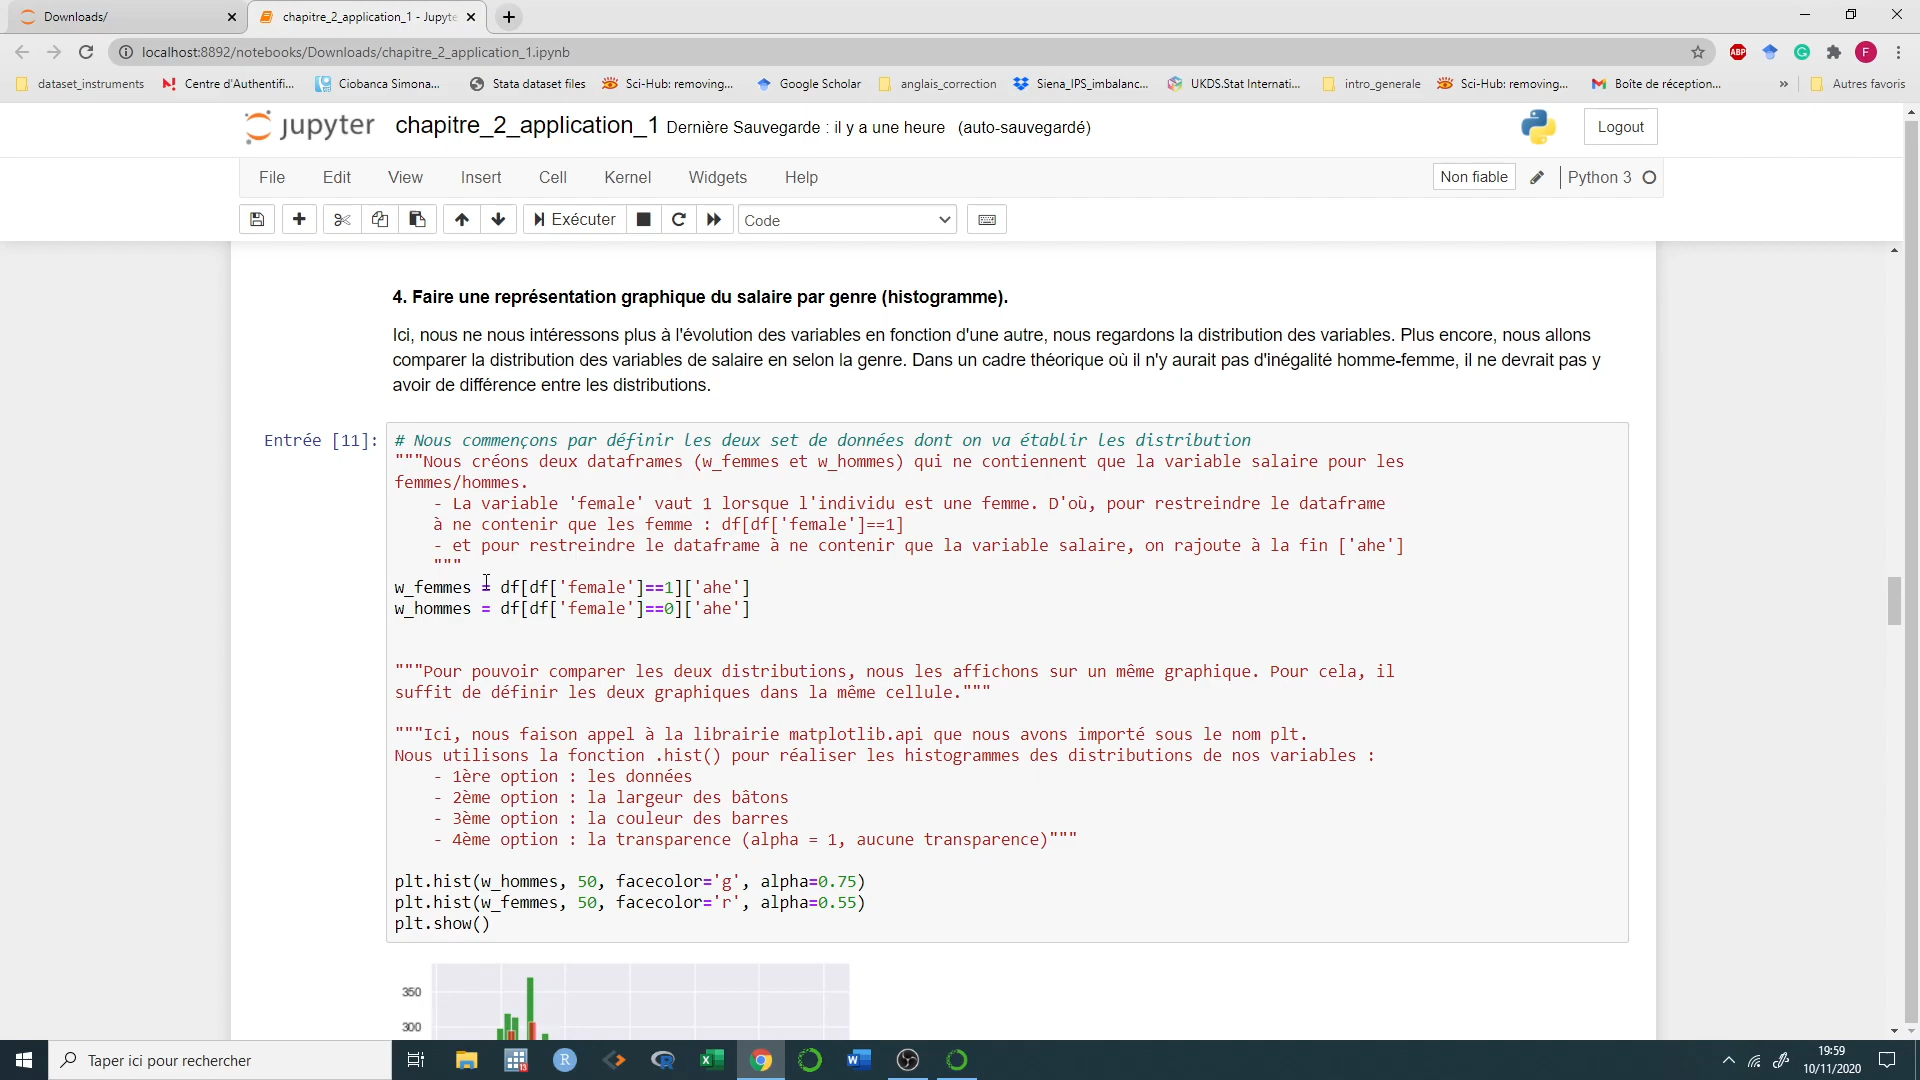 Downloads/
chapitre_2_application_1 - Jupyte
localhost:8892/notebooks/Downloads/chapitre_2_application_1.ipynb
ABP
F
dataset_instruments
Centre d'Authentifi...
Ciobanca Simona...
Stata dataset files
Sci-Hub: removing...
Google Scholar
anglais_correction
Siena_IPS_imbalanc...
UKDS.Stat Internati...
intro_generale
Sci-Hub: removing...
Boîte de réception...
»
Autres favoris
jupyter chapitre_2_application_1 Dernière Sauvegarde : il y a une heure (auto-sauvegardé)
Logout
File Edit View Insert Cell Kernel Widgets Help
Non fiable
Python 3
Exécuter
Code
4. Faire une représentation graphique du salaire par genre (histogramme).
Ici, nous ne nous intéressons plus à l'évolution des variables en fonction d'une autre, nous regardons la distribution des variables. Plus encore, nous allons
comparer la distribution des variables de salaire en selon la genre. Dans un cadre théorique où il n'y aurait pas d'inégalité homme-femme, il ne devrait pas y
avoir de différence entre les distributions.
Entrée [11]:
# Nous commençons par définir les deux set de données dont on va établir les distribution
"""Nous créons deux dataframes (w_femmes et w_hommes) qui ne contiennent que la variable salaire pour les
femmes/hommes.
- La variable 'female' vaut 1 lorsque l'individu est une femme. D'où, pour restreindre le dataframe
à ne contenir que les femme : df[df['female']==1]
- et pour restreindre le dataframe à ne contenir que la variable salaire, on rajoute à la fin ['ahe']
"""
w_femmes = df[df['female']==1]['ahe']
w_hommes = df[df['female']==0]['ahe']
"""Pour pouvoir comparer les deux distributions, nous les affichons sur un même graphique. Pour cela, il
suffit de définir les deux graphiques dans la même cellule."""
"""Ici, nous faison appel à la librairie matplotlib.api que nous avons importé sous le nom plt.
Nous utilisons la fonction .hist() pour réaliser les histogrammes des distributions de nos variables :
- 1ère option : les données
- 2ème option : la largeur des bâtons
- 3ème option : la couleur des barres
- 4ème option : la transparence (alpha = 1, aucune transparence)"""
plt.hist(w_hommes, 50, facecolor='g', alpha=0.75)
plt.hist(w_femmes, 50, facecolor='r', alpha=0.55)
plt.show()
350
300
Taper ici pour rechercher
19:59
10/11/2020